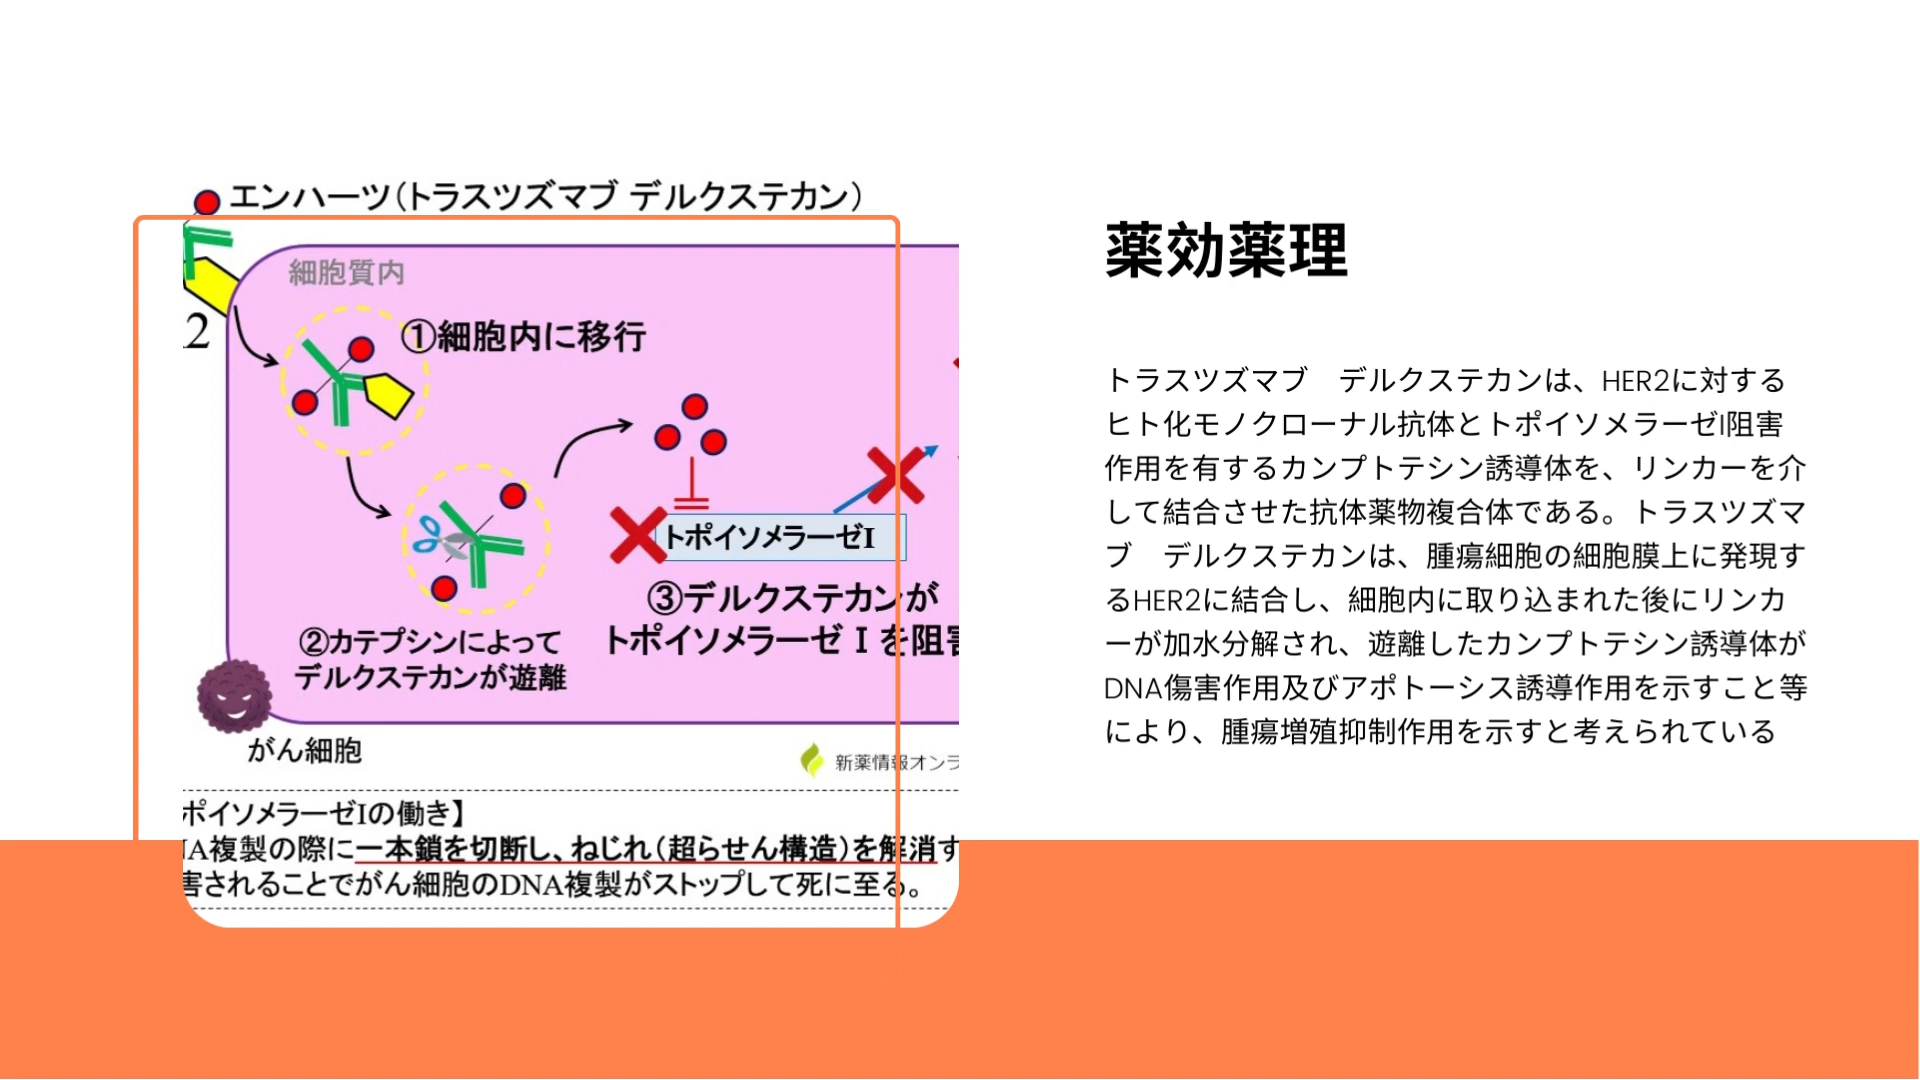 エンハーツ（トラスツズマブ デルクステカン）
細胞質内
2
①細胞内に移行
トポイソメラーゼI
③デルクステカンが
トポイソメラーゼ I を阻害
②カテプシンによって
デルクステカンが遊離
がん細胞
新薬情報オンラ
ポイソメラーゼIの働き】
NA複製の際に一本鎖を切断し、ねじれ（超らせん構造）を解消す
害されることでがん細胞のDNA複製がストップして死に至る。
薬効薬理
トラスツズマブ　デルクステカンは、HER2に対する
ヒト化モノクローナル抗体とトポイソメラーゼI阻害
作用を有するカンプトテシン誘導体を、リンカーを介
して結合させた抗体薬物複合体である。トラスツズマ
ブ　デルクステカンは、腫瘍細胞の細胞膜上に発現す
るHER2に結合し、細胞内に取り込まれた後にリンカ
ーが加水分解され、遊離したカンプトテシン誘導体が
DNA傷害作用及びアポトーシス誘導作用を示すこと等
により、腫瘍増殖抑制作用を示すと考えられている